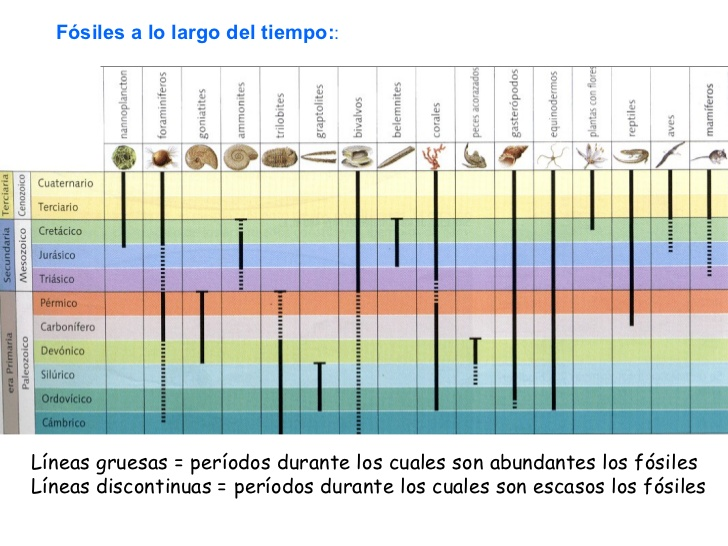 Fósiles a lo largo del tiempo::
nannoplancton
foraminíferos
goniatites
ammonites
trilobites
graptolites
bivalvos
belemnites
corales
peces acorazados
gasterópodos
equinodermos
plantas con flores
reptiles
aves
mamíferos
Terciaria
Cenozoico
Cuaternario
Terciario
Secundaria
Mesozoico
Cretácico
Jurásico
Triásico
era Primaria
Paleozoico
Pérmico
Carbonífero
Devónico
Silúrico
Ordovícico
Cámbrico
Líneas gruesas = períodos durante los cuales son abundantes los fósiles
Líneas discontinuas = períodos durante los cuales son escasos los fósiles